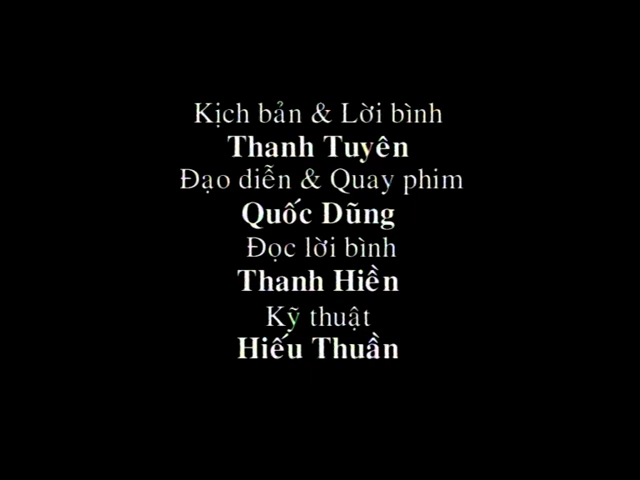 Kịch bản & Lời bình
Thanh Tuyên
Đạo diễn & Quay phim
Quốc Dũng
Đọc lời bình
Thanh Hiền
Kỹ thuật
Hiếu Thuần